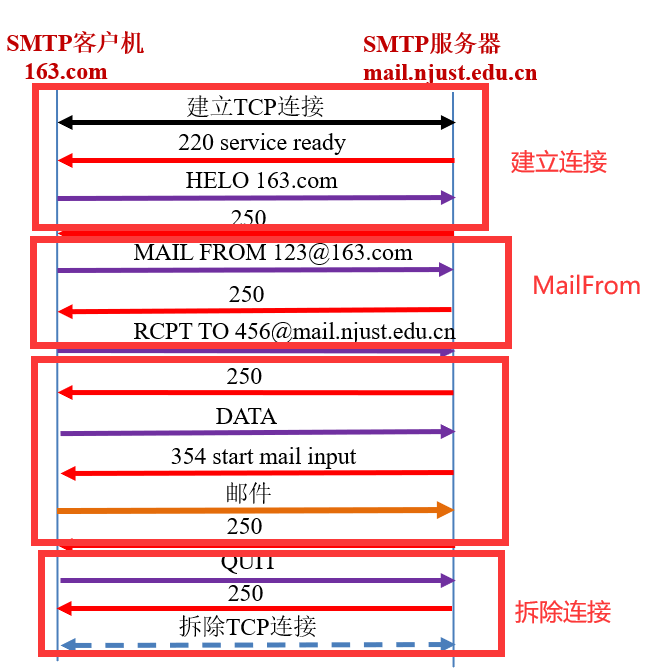 SMTP客户机
163.com
SMTP服务器
mail.njust.edu.cn
建立TCP连接
220 service ready
HELO 163.com
250
建立连接
MAIL FROM 123@163.com
250
MailFrom
RCPT TO 456@mail.njust.edu.cn
250
DATA
354 start mail input
邮件
250
QUIT
250
拆除TCP连接
拆除连接